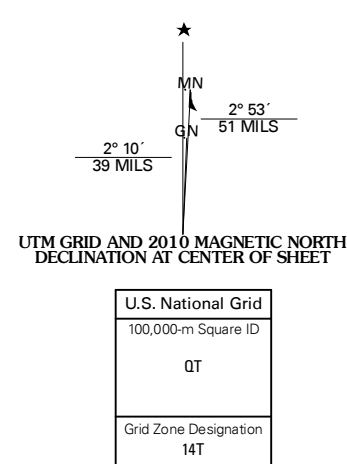 MN
GN
2° 53´
51 MILS
2° 10´
39 MILS
UTM GRID AND 2010 MAGNETIC NORTH
DECLINATION AT CENTER OF SHEET
U.S. National Grid
100,000-m Square ID
QT
Grid Zone Designation
14T